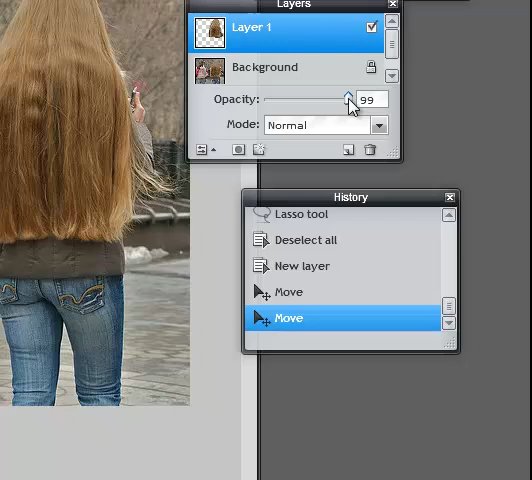 Layers
Layer 1
Background
Opacity: 99
Mode: Normal
History
Lasso tool
Deselect all
New layer
Move
Move